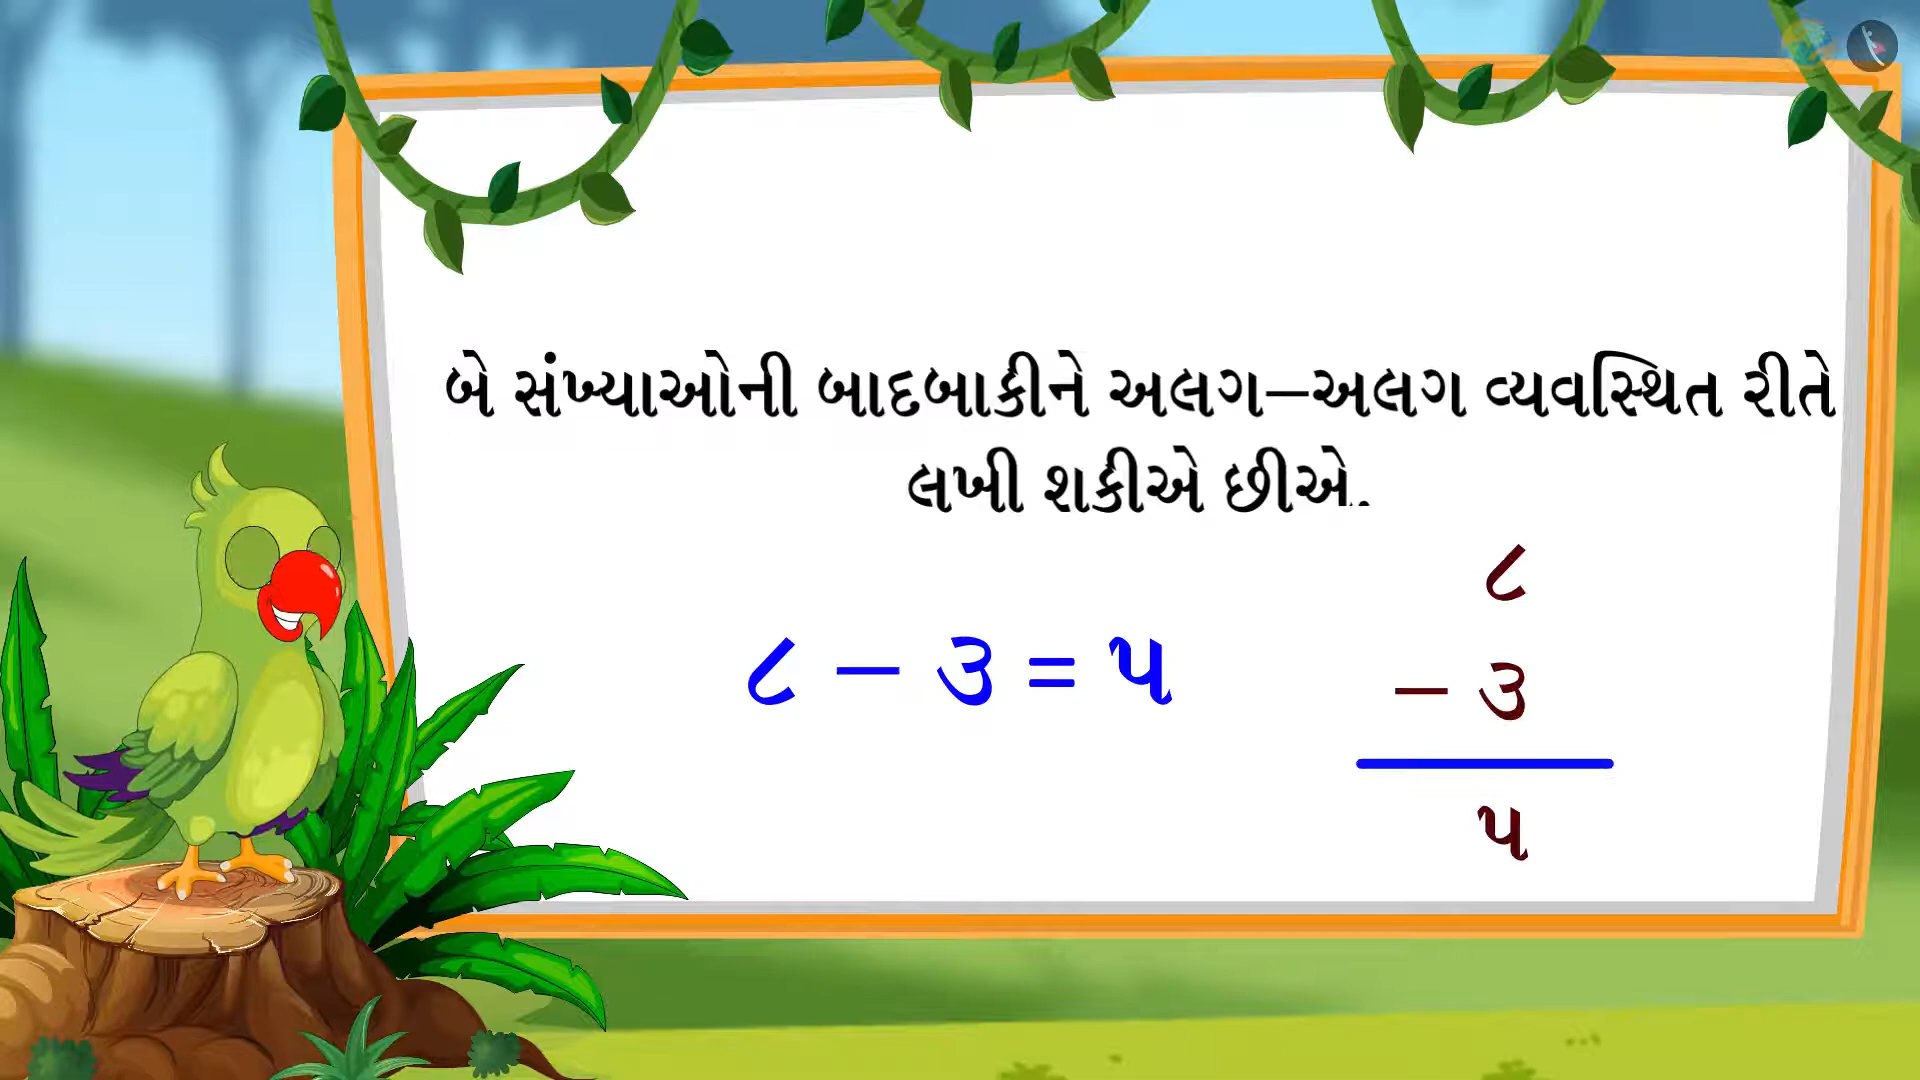 બે સંખ્યાઓની બાદબાકીને અલગ–અલગ વ્યવસ્થિત રીતે
લખી શકીએ છીએ.
૮ – ૩ = ૫
૮
– ૩
૫